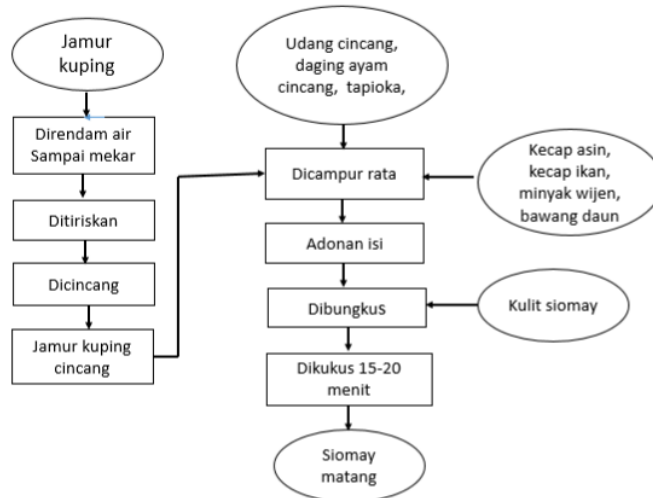 Jamur
kuping
Direndam air
Sampai mekar
Ditiriskan
Dicincang
Jamur kuping
cincang
Udang cincang,
daging ayam
cincang, tapioka,
Dicampur rata
Kecap asin,
kecap ikan,
minyak wijen,
bawang daun
Adonan isi
Dibungkus
Kulit siomay
Dikukus 15-20
menit
Siomay
matang